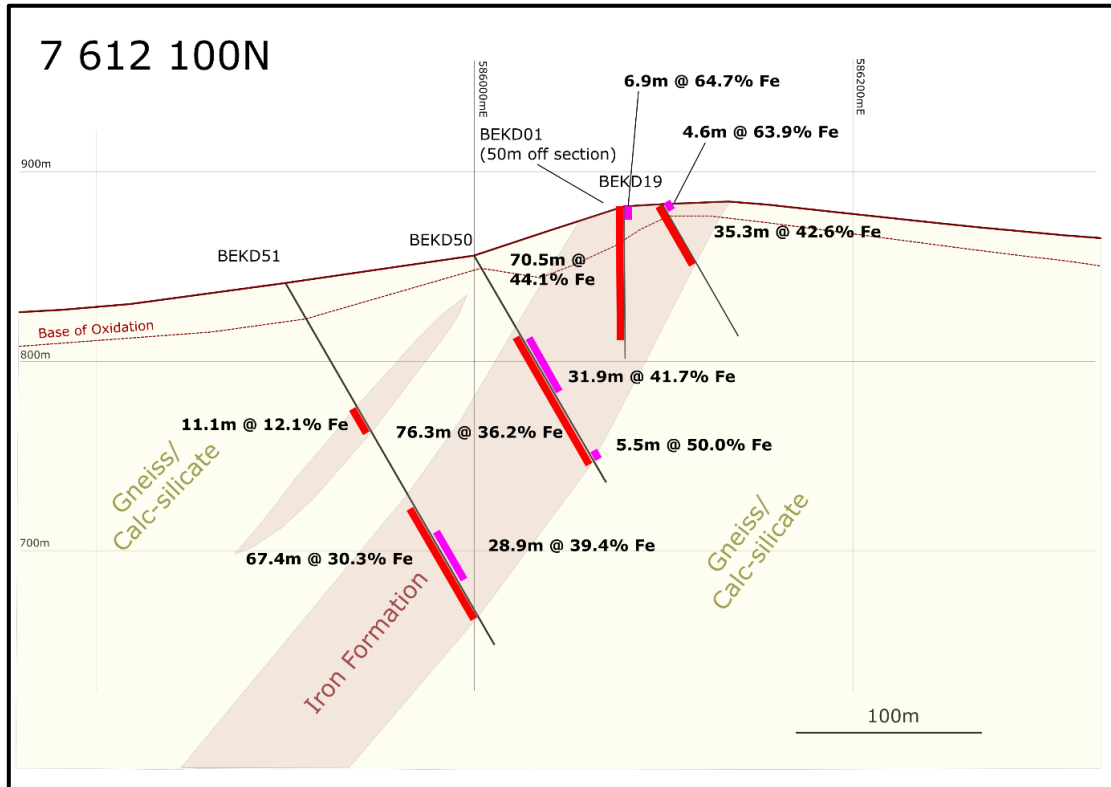 7 612 100N
586000mE
586200mE
6.9m @ 64.7% Fe
4.6m @ 63.9% Fe
BEKD01
(50m off section)
BEKD19
900m
35.3m @ 42.6% Fe
BEKD50
BEKD51
70.5m @
44.1% Fe
Base of Oxidation
800m
31.9m @ 41.7% Fe
11.1m @ 12.1% Fe
76.3m @ 36.2% Fe
5.5m @ 50.0% Fe
Gneiss/
Calc-silicate
700m
67.4m @ 30.3% Fe
28.9m @ 39.4% Fe
Gneiss/
Calc-silicate
Iron Formation
100m